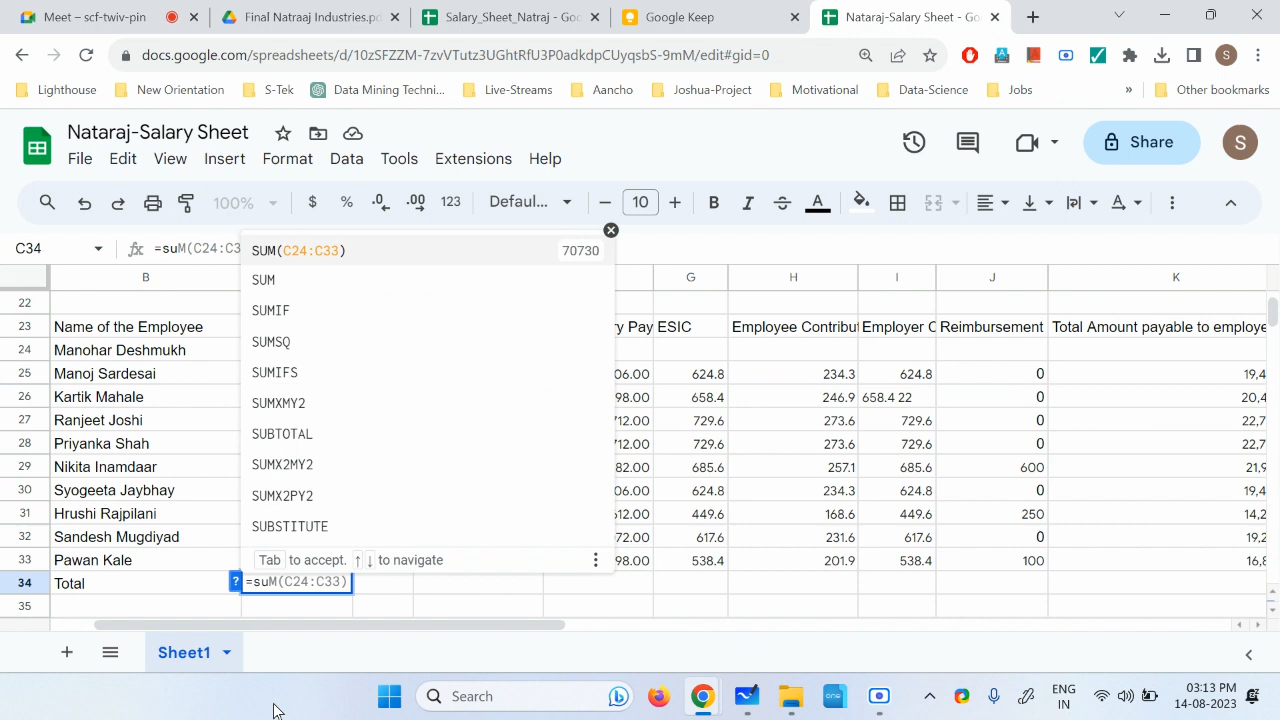 Meet – scf-twiv-zin
Final Natraaj Industries.pd
Salary_Sheet_Natraj - Goo
Google Keep
Nataraj-Salary Sheet - Go
docs.google.com/spreadsheets/d/10zSFZZM-7zvVTutz3UGhtRfU3P0adkdpCUyqsbS-9mM/edit#gid=0
S
Lighthouse
New Orientation
S-Tek
Data Mining Techni...
Live-Streams
Aancho
Joshua-Project
Motivational
Data-Science
Jobs
»
Other bookmarks
Nataraj-Salary Sheet
Share
S
File Edit View Insert Format Data Tools Extensions Help
100% $ % .0 .00 123 Defaul... − 10 + B I A
C34 fx =suM(C24:C3
SUM(C24:C33) 70730
SUM
SUMIF
SUMSQ
SUMIFS
SUMXMY2
SUBTOTAL
SUMX2MY2
SUMX2PY2
SUBSTITUTE
Tab to accept. ↑ ↓ to navigate
B G H I J K
22
23 Name of the Employee ry Pay ESIC Employee Contribut Employer C Reimbursement Total Amount payable to employe
24 Manohar Deshmukh
25 Manoj Sardesai 06.00 624.8 234.3 624.8 0 19,4
26 Kartik Mahale 98.00 658.4 246.9 658.4 22 0 20,4
27 Ranjeet Joshi 712.00 729.6 273.6 729.6 0 22,7
28 Priyanka Shah 712.00 729.6 273.6 729.6 0 22,7
29 Nikita Inamdaar 82.00 685.6 257.1 685.6 600 21,9
30 Syogeeta Jaybhay 06.00 624.8 234.3 624.8 0 19,4
31 Hrushi Rajpilani 612.00 449.6 168.6 449.6 250 14,2
32 Sandesh Mugdiyad 072.00 617.6 231.6 617.6 0 19,2
33 Pawan Kale 98.00 538.4 201.9 538.4 100 16,8
34 Total ? =suM(C24:C33)
35
Sheet1
Search
one
ENG
IN
03:13 PM
14-08-2023